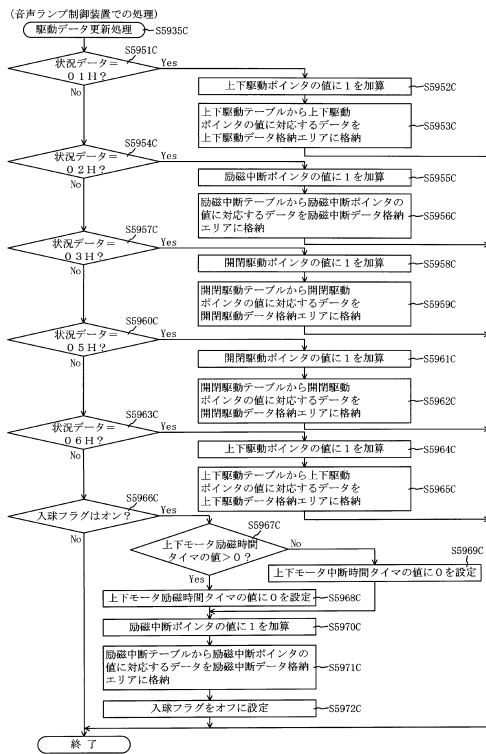 (音声ランプ制御装置での処理)
駆動データ更新処理
S5935C
S5951C
状況データ=
01H?
Yes
No
上下駆動ポインタの値に1を加算
S5952C
上下駆動テーブルから上下駆動
ポインタの値に対応するデータを
上下駆動データ格納エリアに格納
S5953C
S5954C
状況データ=
02H?
Yes
No
励磁中断ポインタの値に1を加算
S5955C
励磁中断テーブルから励磁中断ポインタの
値に対応するデータを励磁中断データ格納
エリアに格納
S5956C
S5957C
状況データ=
03H?
Yes
No
開閉駆動ポインタの値に1を加算
S5958C
開閉駆動テーブルから開閉駆動
ポインタの値に対応するデータを
開閉駆動データ格納エリアに格納
S5959C
S5960C
状況データ=
05H?
Yes
No
開閉駆動ポインタの値に1を加算
S5961C
開閉駆動テーブルから開閉駆動
ポインタの値に対応するデータを
開閉駆動データ格納エリアに格納
S5962C
S5963C
状況データ=
06H?
Yes
No
上下駆動ポインタの値に1を加算
S5964C
上下駆動テーブルから上下駆動
ポインタの値に対応するデータを
上下駆動データ格納エリアに格納
S5965C
S5966C
入球フラグはオン?
Yes
No
S5967C
上下モータ励磁時間
タイマの値>0?
No
Yes
S5969C
上下モータ中断時間タイマの値に0を設定
上下モータ励磁時間タイマの値に0を設定
S5968C
励磁中断ポインタの値に1を加算
S5970C
励磁中断テーブルから励磁中断ポインタの
値に対応するデータを励磁中断データ格納
エリアに格納
S5971C
入球フラグをオフに設定
S5972C
終了